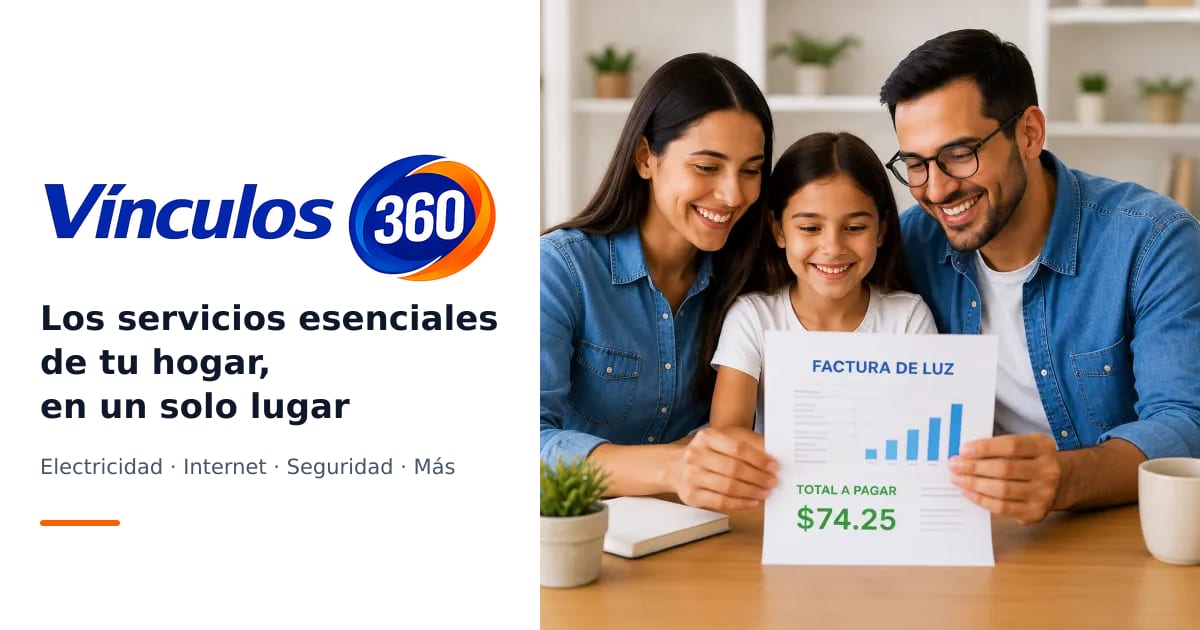 Vínculos 360
Los servicios esenciales
de tu hogar,
en un solo lugar
Electricidad · Internet · Seguridad · Más
FACTURA DE LUZ
TOTAL A PAGAR
$74.25